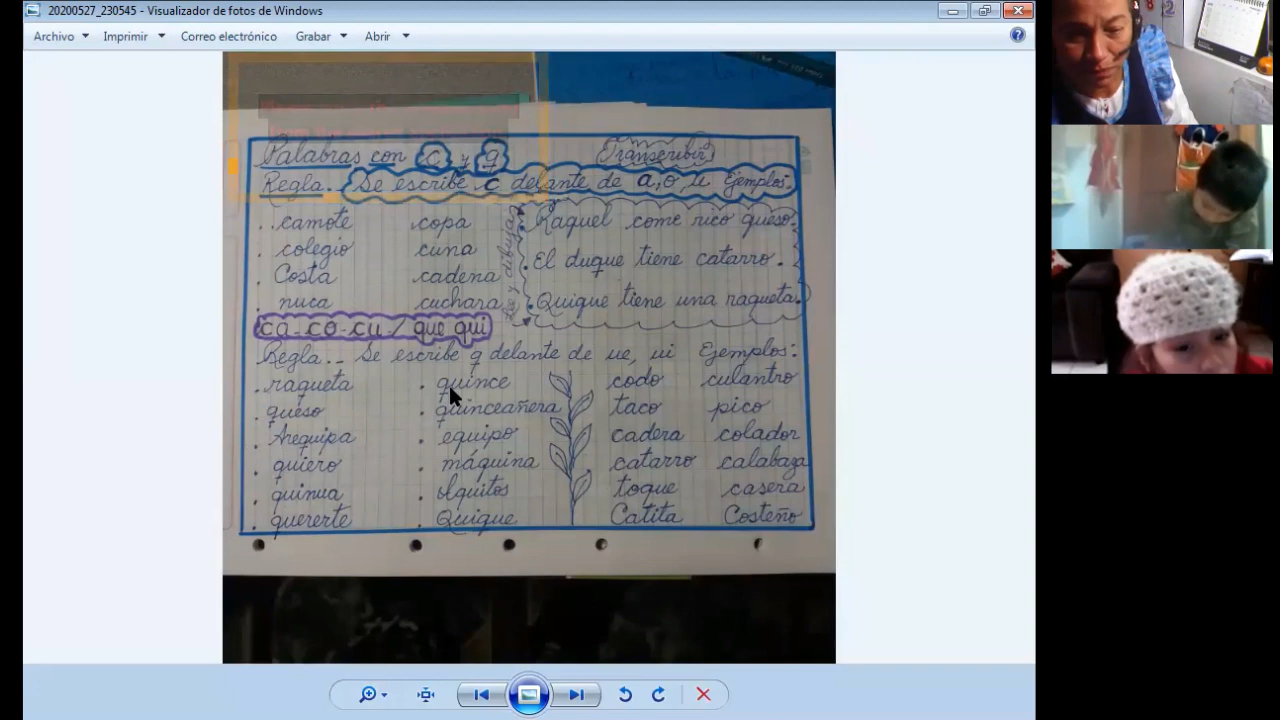 20200527_230545 - Visualizador de fotos de Windows
Archivo Imprimir Correo electrónico Grabar Abrir
Palabras con c y q Transcribir
Regla.. Se escribe c delante de a, o, u Ejemplos:
. camote . copa Raquel come rico queso.
. colegio cuna
. El duque tiene catarro.
. Costa . cadena
. nuca . cuchara . Quique tiene una raqueta.
Lee y dibuja
ca - co - cu / que qui
Regla.. Se escribe q delante de ue, ui Ejemplos:
. raqueta . quince codo culantro
. queso . quinceañera taco pico
. Arequipa . equipo cadera colador
. quiero . máquina catarro calabaza
. quinua . Iquitos toque casera
. quererte . Quique Catita Costeño